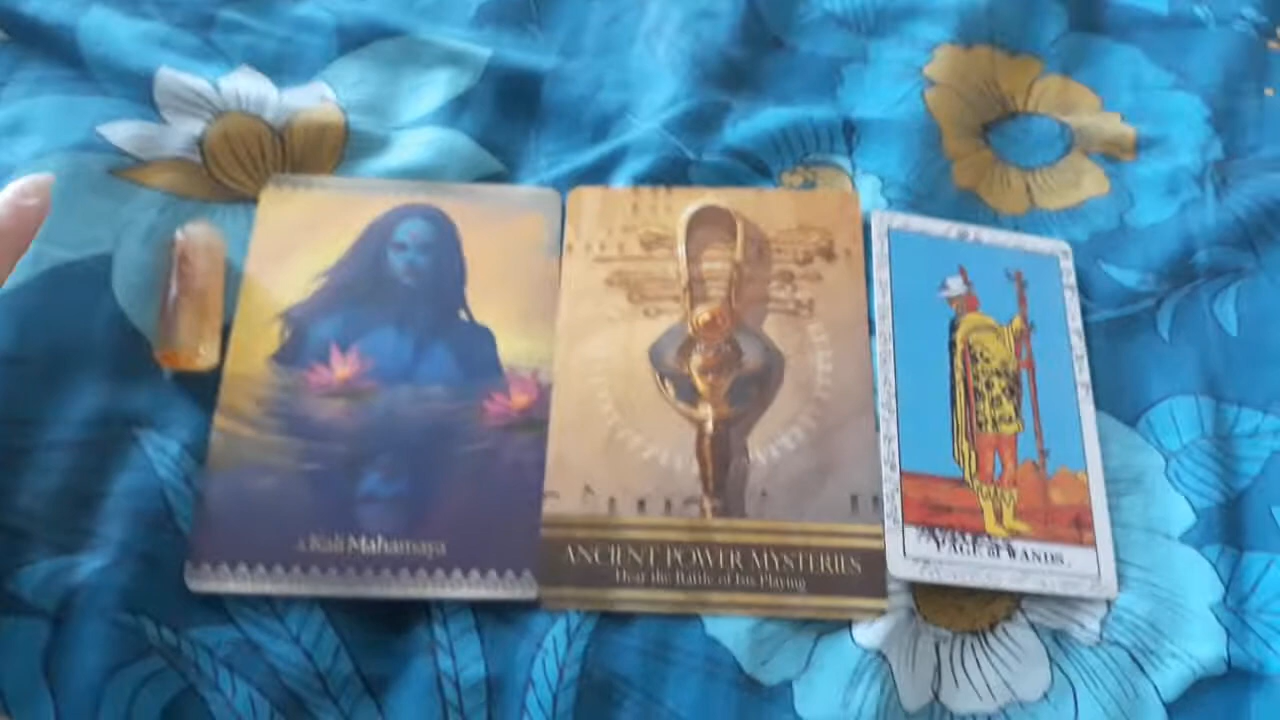 Kali Mahamaya
ANCIENT POWER MYSTERIES
Hear the Rattle of Isis Playing
PAGE of WANDS.